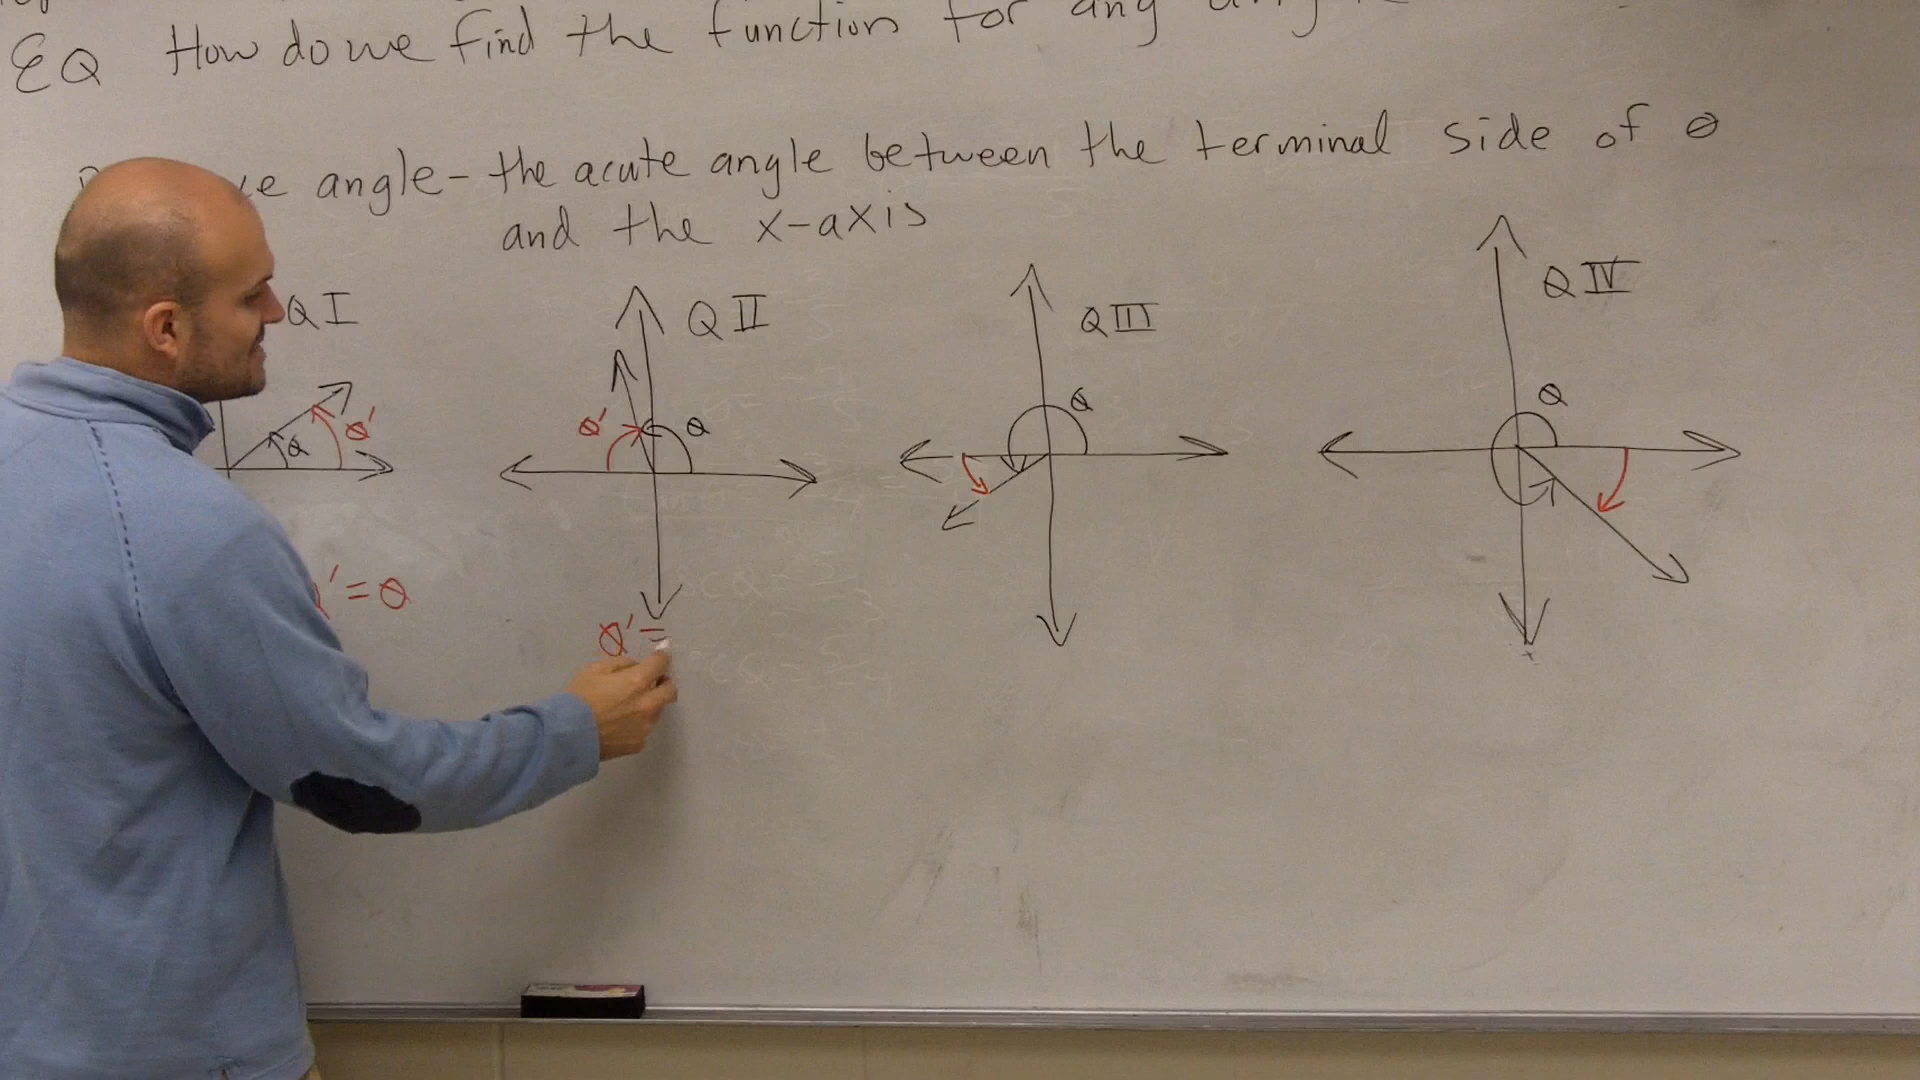 EQ How do we find the function for any
angle - the acute angle between the terminal side of θ
and the x-axis
QI QII QIII QIV
θ θ' θ' θ θ θ
' = θ
θ' =